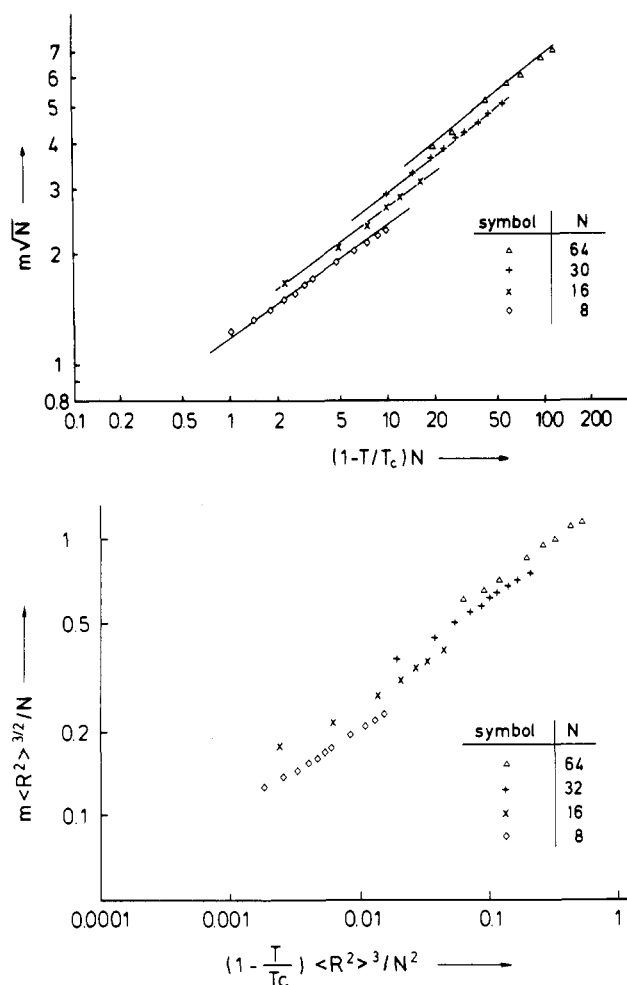 7
6
5
4
3
2
1
0.8
m√N
symbol N
△ 64
+ 30
x 16
◇ 8
0.1 0.2 0.5 1 2 5 10 20 50 100 200
(1-T/Tc)N
1
0.5
0.2
0.1
m<R²>³/²/N
symbol N
△ 64
+ 32
x 16
◇ 8
0.0001 0.001 0.01 0.1 1
(1-T/Tc) <R²>³/N²